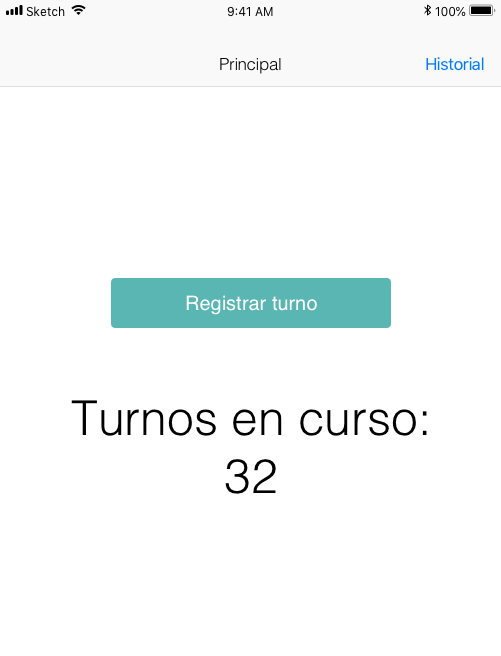 Sketch 9:41 AM 100%
Principal Historial
Registrar turno
Turnos en curso:
32